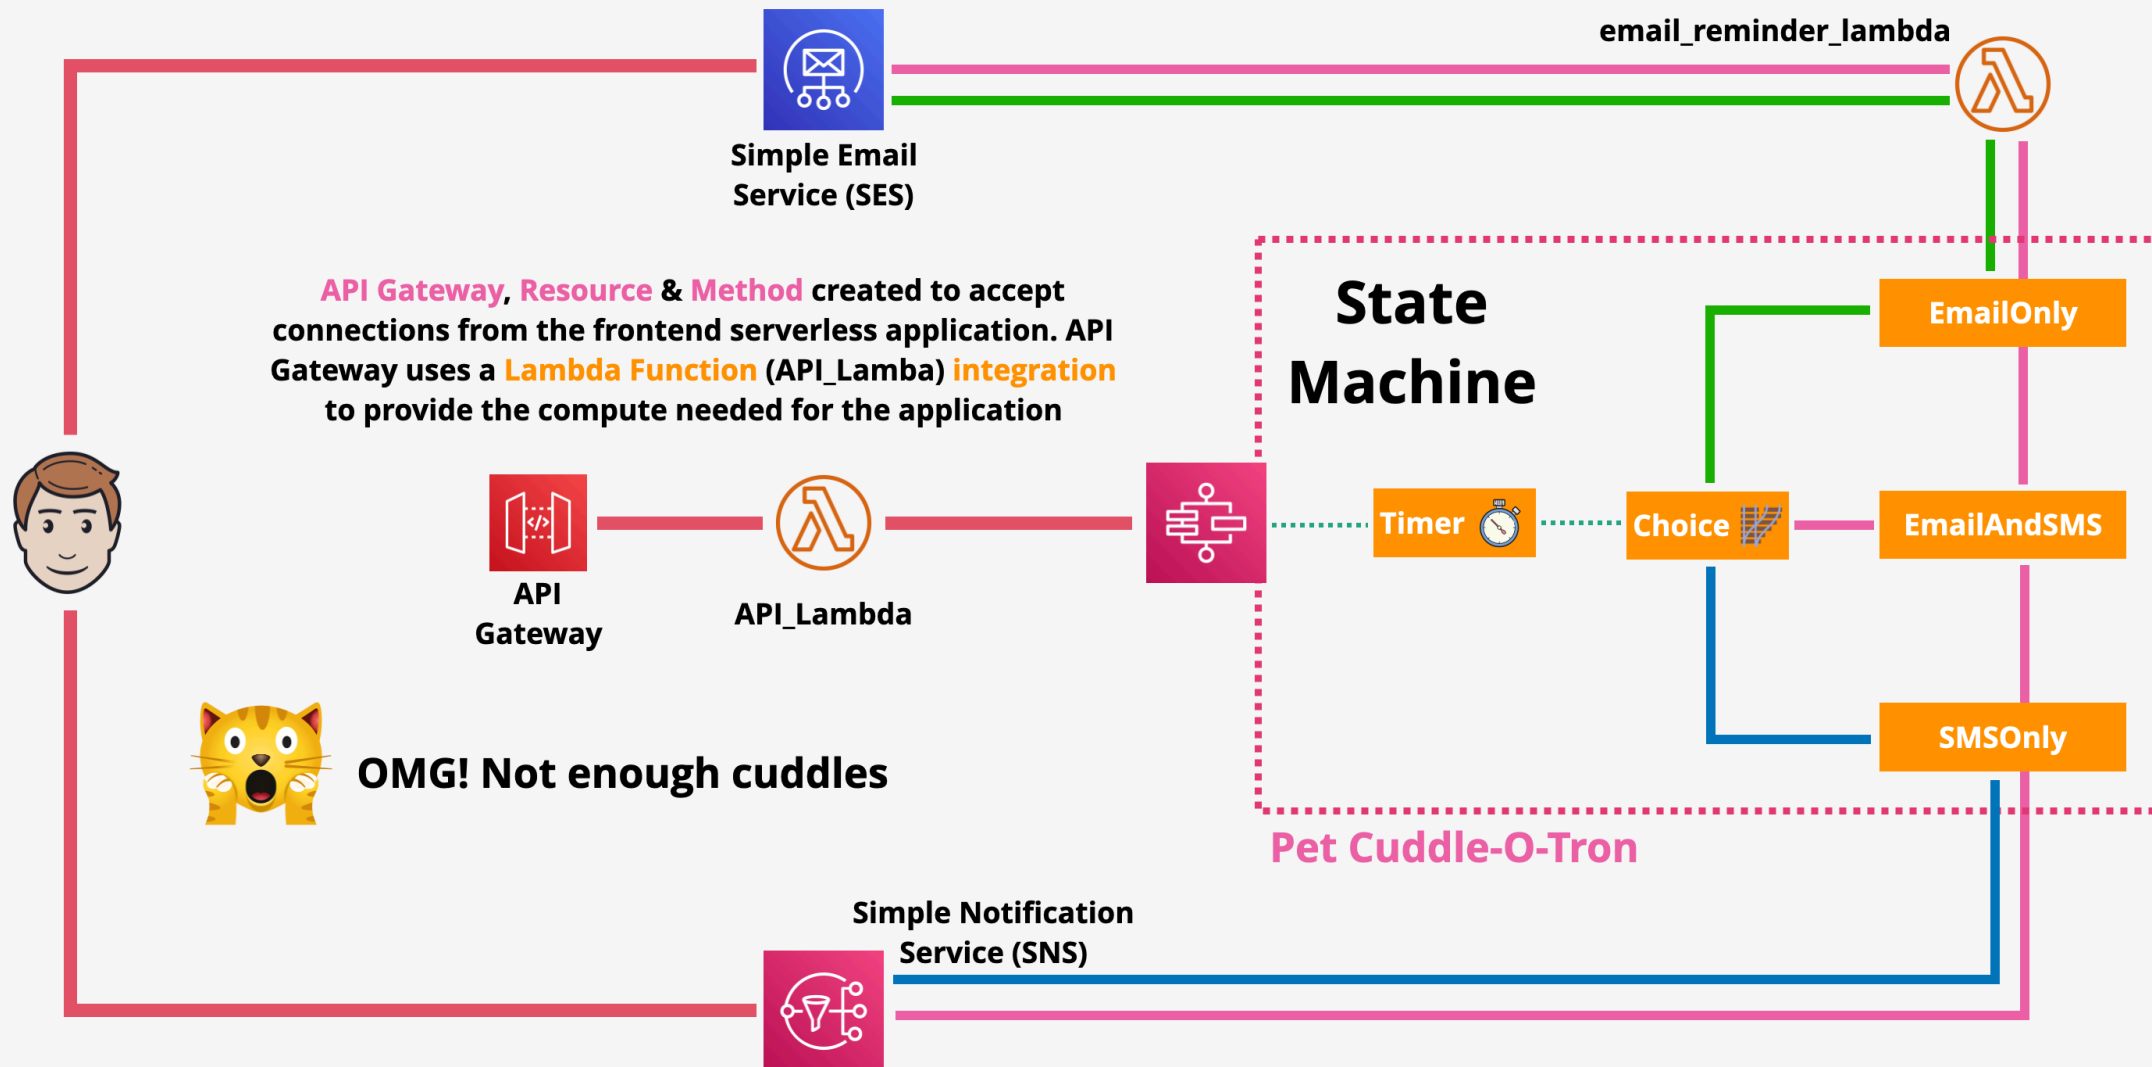 email_reminder_lambda
Simple Email
Service (SES)
API Gateway, Resource & Method created to accept
connections from the frontend serverless application. API
Gateway uses a Lambda Function (API_Lamba) integration
to provide the compute needed for the application
State
Machine
EmailOnly
Timer
Choice
EmailAndSMS
API
Gateway
API_Lambda
SMSOnly
OMG! Not enough cuddles
Pet Cuddle-O-Tron
Simple Notification
Service (SNS)